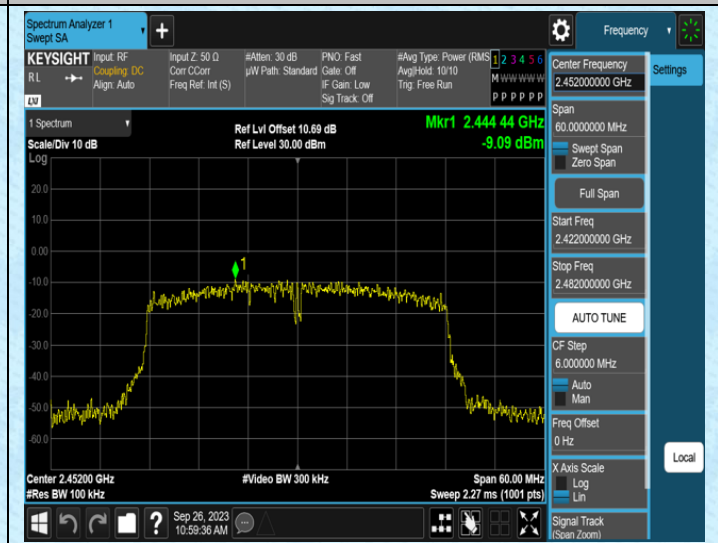 Spectrum Analyzer 1
Swept SA
Frequency
KEYSIGHT
RL
Input: RF
Coupling: DC
Align: Auto
Input Z: 50 Ω
Corr CCorr
Freq Ref: Int (S)
#Atten: 30 dB
µW Path: Standard
PNO: Fast
Gate: Off
IF Gain: Low
Sig Track: Off
#Avg Type: Power (RMS
Avg|Hold: 10/10
Trig: Free Run
1 2 3 4 5 6
M W W W W W
P P P P P P
LXI
1 Spectrum
Scale/Div 10 dB
Log
Ref Lvl Offset 10.69 dB
Ref Level 30.00 dBm
Mkr1 2.444 44 GHz
-9.09 dBm
20.0
10.0
0.00
1
-10.0
-20.0
-30.0
-40.0
-50.0
-60.0
Center 2.45200 GHz
#Res BW 100 kHz
#Video BW 300 kHz
Span 60.00 MHz
Sweep 2.27 ms (1001 pts)
?
Sep 26, 2023
10:59:36 AM
Center Frequency
2.452000000 GHz
Span
60.0000000 MHz
Swept Span
Zero Span
Full Span
Start Freq
2.422000000 GHz
Stop Freq
2.482000000 GHz
AUTO TUNE
CF Step
6.000000 MHz
Auto
Man
Freq Offset
0 Hz
X Axis Scale
Log
Lin
Signal Track
(Span Zoom)
Settings
Local